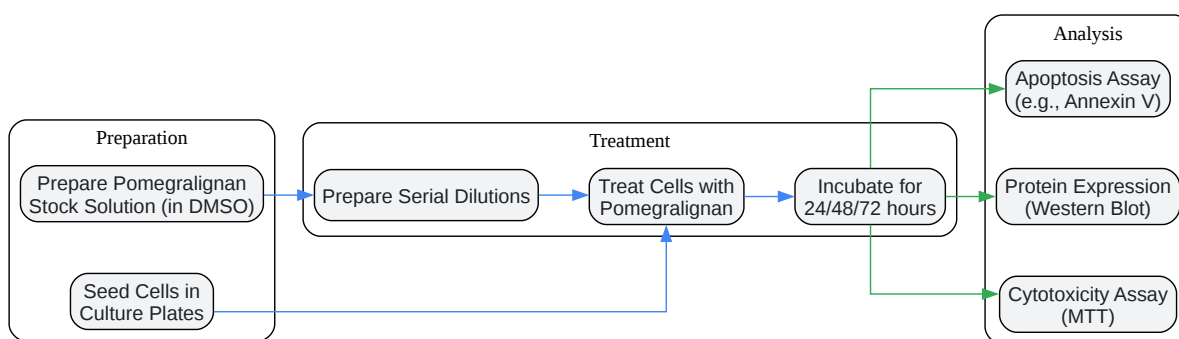 Preparation
Prepare Pomegralignan
Stock Solution (in DMSO)
Seed Cells in
Culture Plates
Treatment
Prepare Serial Dilutions
Treat Cells with
Pomegralignan
Incubate for
24/48/72 hours
Analysis
Apoptosis Assay
(e.g., Annexin V)
Protein Expression
(Western Blot)
Cytotoxicity Assay
(MTT)